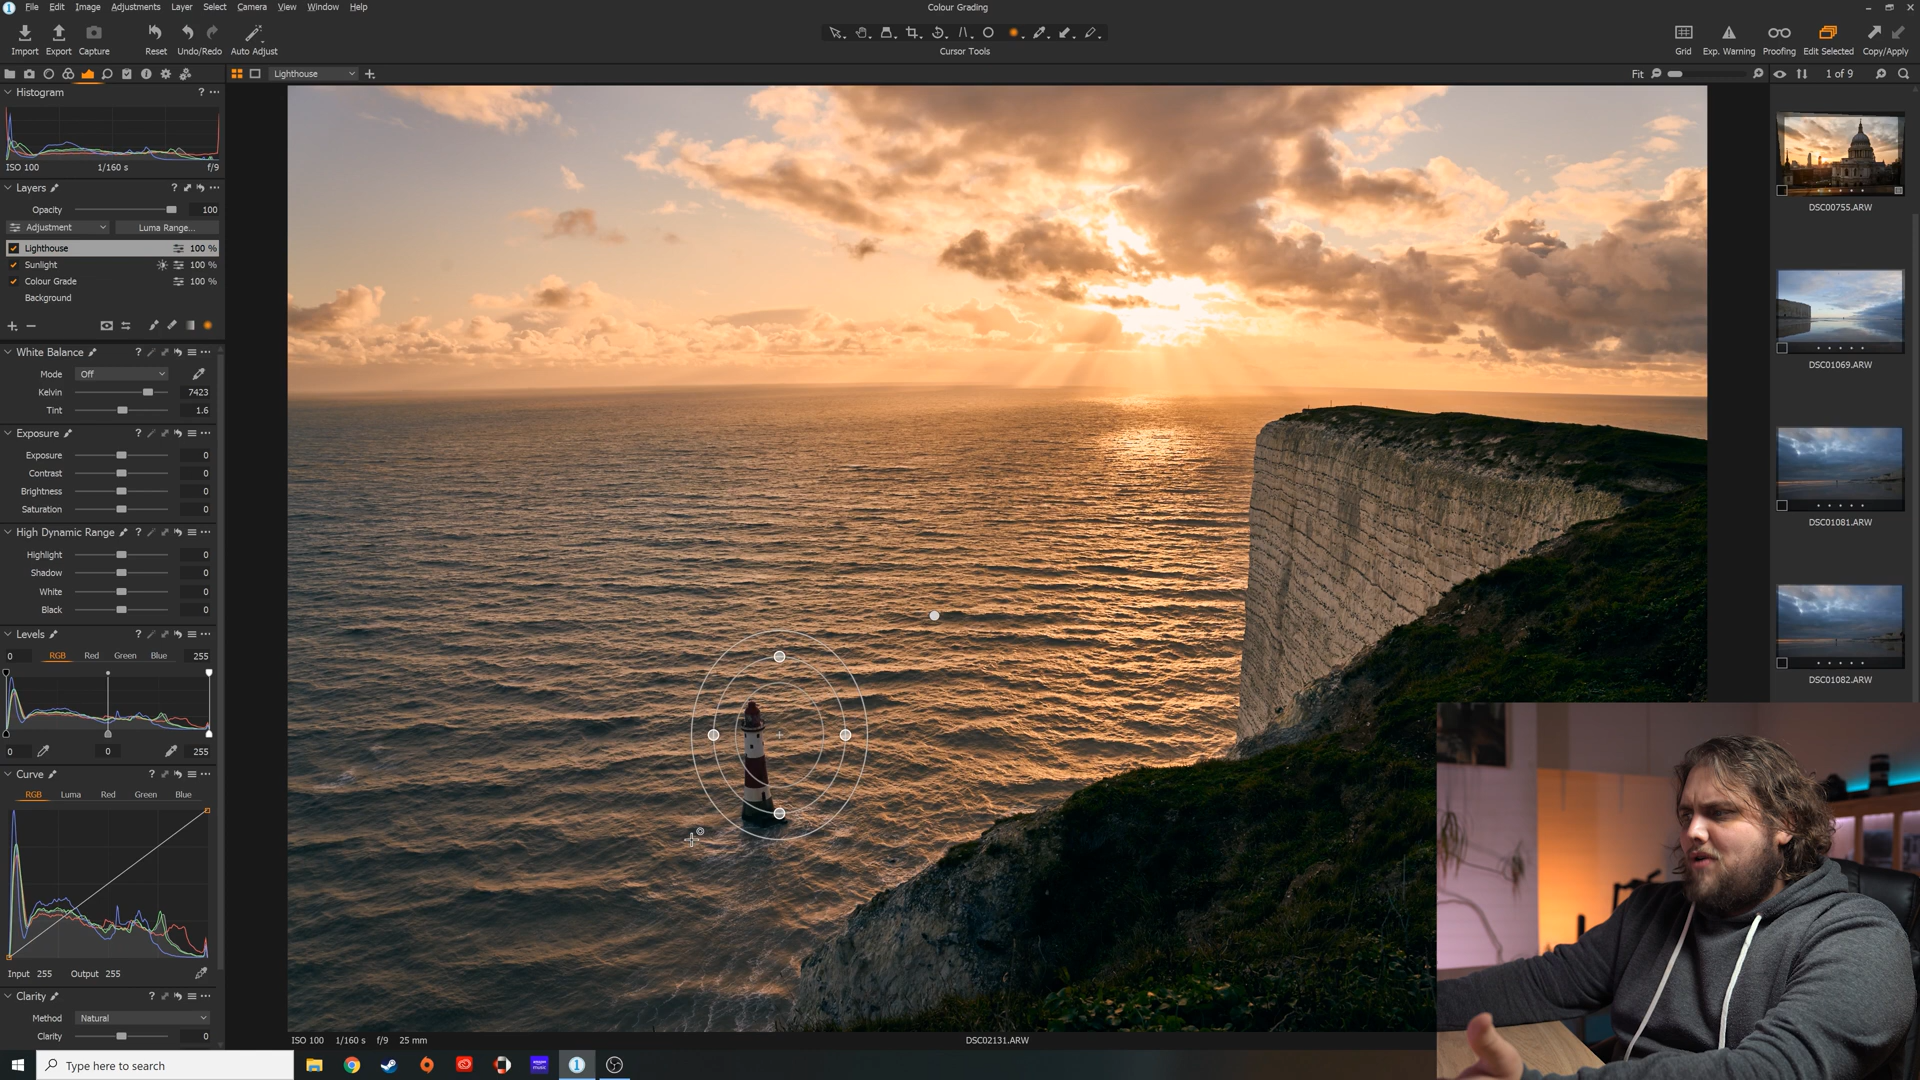 File Edit Image Adjustments Layer Select Camera View Window Help
Colour Grading
Import Export Capture Reset Undo/Redo Auto Adjust
Cursor Tools
Grid Exp. Warning Proofing Edit Selected Copy/Apply
Lighthouse
Fit
1 of 9
Histogram
ISO 100 1/160 s f/9
Layers
Opacity 100
Adjustment Luma Range...
Lighthouse 100 %
Sunlight 100 %
Colour Grade 100 %
Background
White Balance
Mode Off
Kelvin 7423
Tint 1.6
Exposure
Exposure 0
Contrast 0
Brightness 0
Saturation 0
High Dynamic Range
Highlight 0
Shadow 0
White 0
Black 0
Levels
0 RGB Red Green Blue 255
0 0 255
Curve
RGB Luma Red Green Blue
Input 255 Output 255
Clarity
Method Natural
Clarity 0
ISO 100 1/160 s f/9 25 mm
DSC02131.ARW
DSC00755.ARW
DSC01069.ARW
DSC01081.ARW
DSC01082.ARW
Type here to search
amazon music